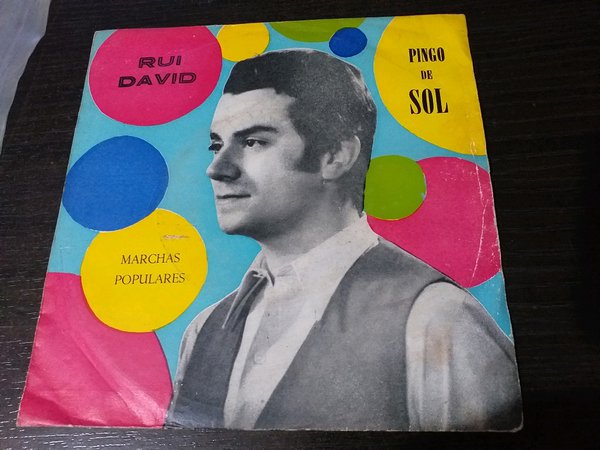 RUI
DAVID
PINGO
DE
SOL
MARCHAS
POPULARES